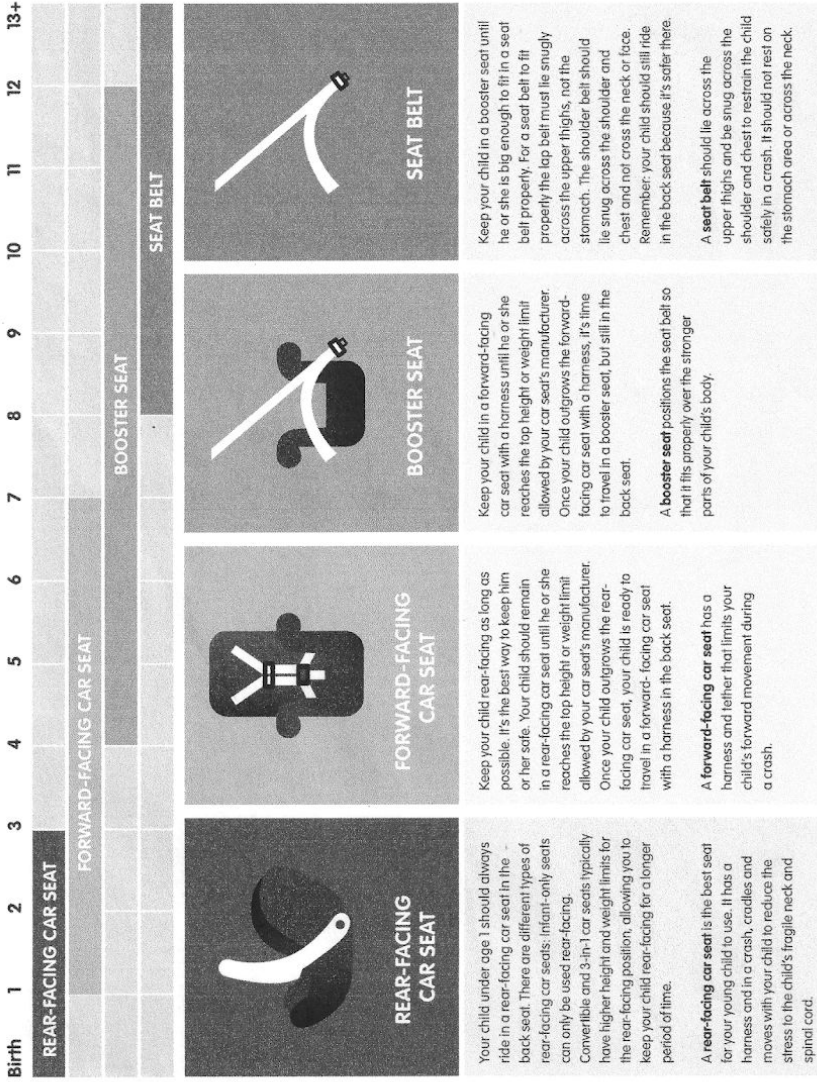 Birth 1 2 3 4 5 6 7 8 9 10 11 12 13+
REAR-FACING CAR SEAT
FORWARD-FACING CAR SEAT
BOOSTER SEAT
SEAT BELT
REAR-FACING
CAR SEAT
Your child under age 1 should always
ride in a rear-facing car seat in the
back seat. There are different types of
rear-facing car seats: Infant-only seats
can only be used rear-facing.
Convertible and 3-in-1 car seats typically
have higher height and weight limits for
the rear-facing position, allowing you to
keep your child rear-facing for a longer
period of time.
A rear-facing car seat is the best seat
for your young child to use. It has a
harness and in a crash, cradles and
moves with your child to reduce the
stress to the child's fragile neck and
spinal cord.
FORWARD-FACING
CAR SEAT
Keep your child rear-facing as long as
possible. It's the best way to keep him
or her safe. Your child should remain
in a rear-facing car seat until he or she
reaches the top height or weight limit
allowed by your car seat's manufacturer.
Once your child outgrows the rear-
facing car seat, your child is ready to
travel in a forward- facing car seat
with a harness in the back seat.
A forward-facing car seat has a
harness and tether that limits your
child's forward movement during
a crash.
BOOSTER SEAT
Keep your child in a forward-facing
car seat with a harness until he or she
reaches the top height or weight limit
allowed by your car seat's manufacturer.
Once your child outgrows the forward-
facing car seat with a harness, it's time
to travel in a booster seat, but still in the
back seat.
A booster seat positions the seat belt so
that it fits properly over the stronger
parts of your child's body.
SEAT BELT
Keep your child in a booster seat until
he or she is big enough to fit in a seat
belt properly. For a seat belt to fit
properly the lap belt must lie snugly
across the upper thighs, not the
stomach. The shoulder belt should
lie snug across the shoulder and
chest and not cross the neck or face.
Remember: your child should still ride
in the back seat because it's safer there.
A seat belt should lie across the
upper thighs and be snug across the
shoulder and chest to restrain the child
safely in a crash. It should not rest on
the stomach area or across the neck.